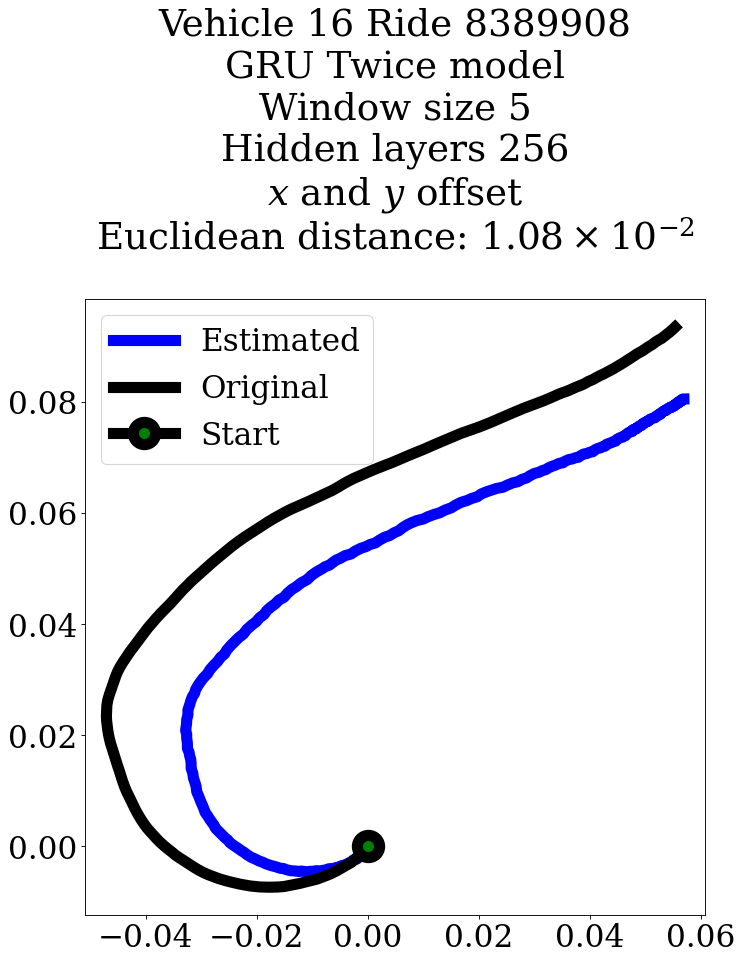 Vehicle 16 Ride 8389908
GRU Twice model
Window size 5
Hidden layers 256
x and y offset
Euclidean distance: 1.08 × 10⁻²
Estimated
Original
Start
0.08
0.06
0.04
0.02
0.00
−0.04 −0.02 0.00 0.02 0.04 0.06